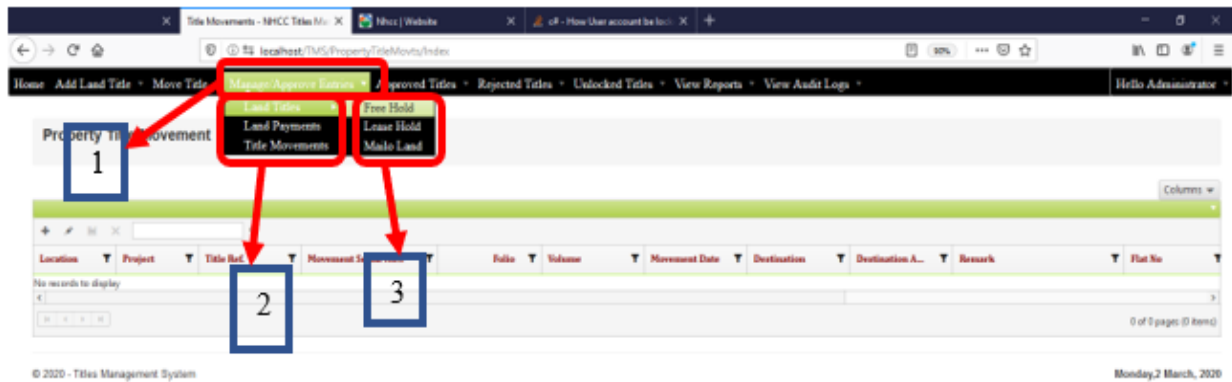 Title Movements - NHCC Titles Mo
Nhcc | Website
c# - How User account be lock
localhost/TMS/PropertyTitleMovts/Index
90%
Home Add Land Title Move Title Manage/Approve Entries Approved Titles Rejected Titles Unlocked Titles View Reports View Audit Logs Hello Administrator
Land Titles Free Hold
Land Payments Lease Hold
Title Movements Mailo Land
Property Movement
1
Columns
Location Project Title Ref. Movement Folio Volume Movement Date Destination Destination A... Remark Flat No
No records to display
2
3
0 of 0 pages (0 items)
© 2020 - Titles Management System Monday,2 March, 2020